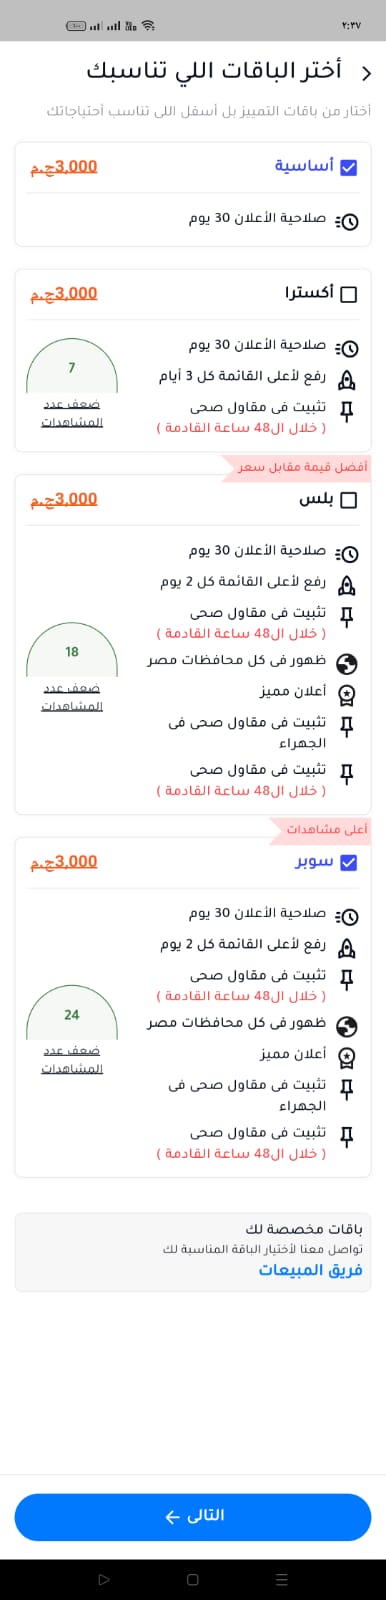 ٢:٣٧
أختر الباقات اللي تناسبك
أختار من باقات التمييز بل أسفل اللى تناسب أحتياجاتك
أساسية
3,000ج.م
صلاحية الأعلان 30 يوم
أكسترا
3,000ج.م
صلاحية الأعلان 30 يوم
رفع لأعلى القائمة كل 3 أيام
تثبيت فى مقاول صحى
( خلال ال48 ساعة القادمة )
7
ضعف عدد
المشاهدات
أفضل قيمة مقابل سعر
بلس
3,000ج.م
صلاحية الأعلان 30 يوم
رفع لأعلى القائمة كل 2 يوم
تثبيت فى مقاول صحى
( خلال ال48 ساعة القادمة )
ظهور فى كل محافظات مصر
أعلان مميز
تثبيت فى مقاول صحى فى
الجهراء
تثبيت فى مقاول صحى
( خلال ال48 ساعة القادمة )
18
ضعف عدد
المشاهدات
أعلى مشاهدات
سوبر
3,000ج.م
صلاحية الأعلان 30 يوم
رفع لأعلى القائمة كل 2 يوم
تثبيت فى مقاول صحى
( خلال ال48 ساعة القادمة )
ظهور فى كل محافظات مصر
أعلان مميز
تثبيت فى مقاول صحى فى
الجهراء
تثبيت فى مقاول صحى
( خلال ال48 ساعة القادمة )
24
ضعف عدد
المشاهدات
باقات مخصصة لك
تواصل معنا لأختيار الباقة المناسبة لك
فريق المبيعات
التالى